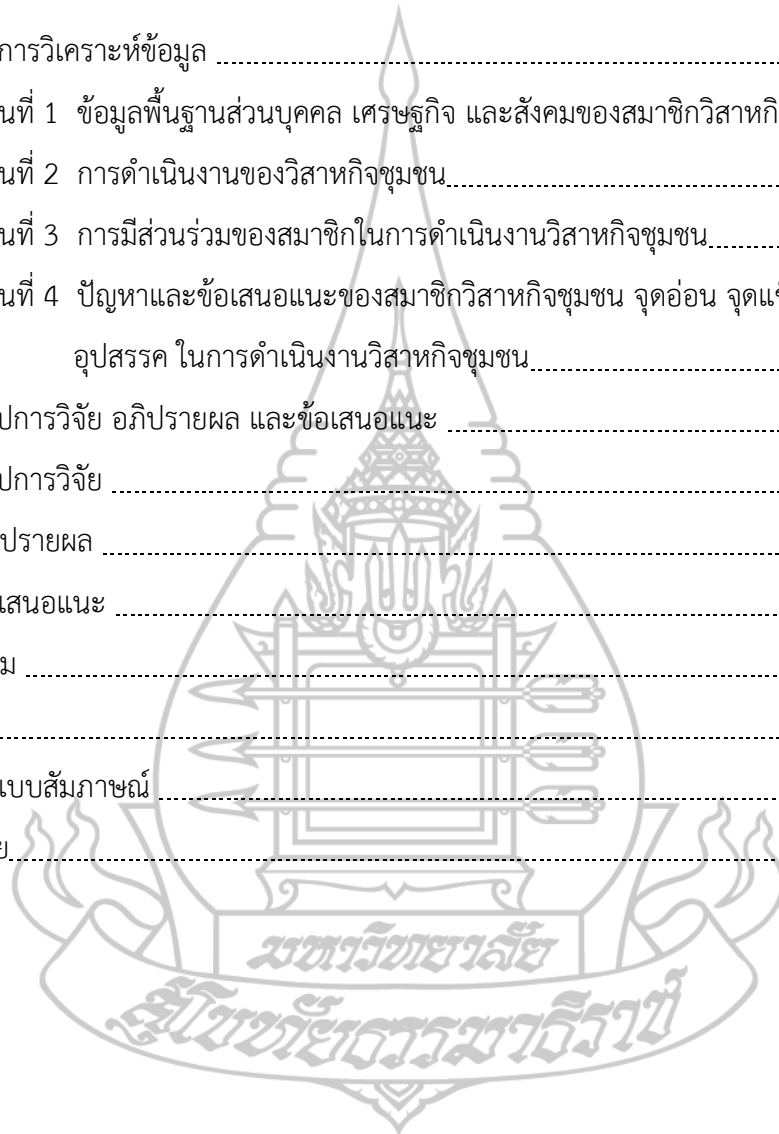 การวิเคราะห์ข้อมูล
นที่ 1 ข้อมูลพื้นฐานส่วนบุคคล เศรษฐกิจ และสังคมของสมาชิกวิสาหกิ
นที่ 2 การดำเนินงานของวิสาหกิจชุมชน
นที่ 3 การมีส่วนร่วมของสมาชิกในการดำเนินงานวิสาหกิจชุมชน
นที่ 4 ปัญหาและข้อเสนอแนะของสมาชิกวิสาหกิจชุมชน จุดอ่อน จุดแข็
อุปสรรค ในการดำเนินงานวิสาหกิจชุมชน
ปการวิจัย อภิปรายผล และข้อเสนอแนะ
ปการวิจัย
ปรายผล
เสนอแนะ
ม
แบบสัมภาษณ์
ย
มหาวิทยาลัย
สุโขทัยธรรมาธิราช